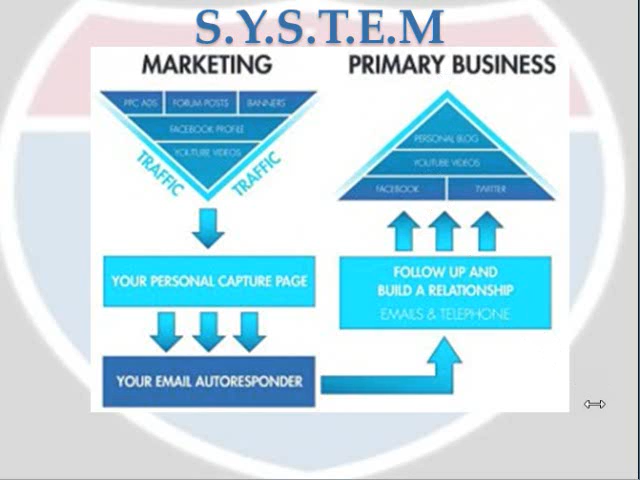 S.Y.S.T.E.M
MARKETING
PPC ADS FORUM POSTS BANNERS
FACEBOOK PROFILE
YOUTUBE VIDEOS
TRAFFIC TRAFFIC
YOUR PERSONAL CAPTURE PAGE
YOUR EMAIL AUTORESPONDER
PRIMARY BUSINESS
PERSONAL BLOG
YOUTUBE VIDEOS
FACEBOOK TWITTER
FOLLOW UP AND
BUILD A RELATIONSHIP
EMAILS & TELEPHONE